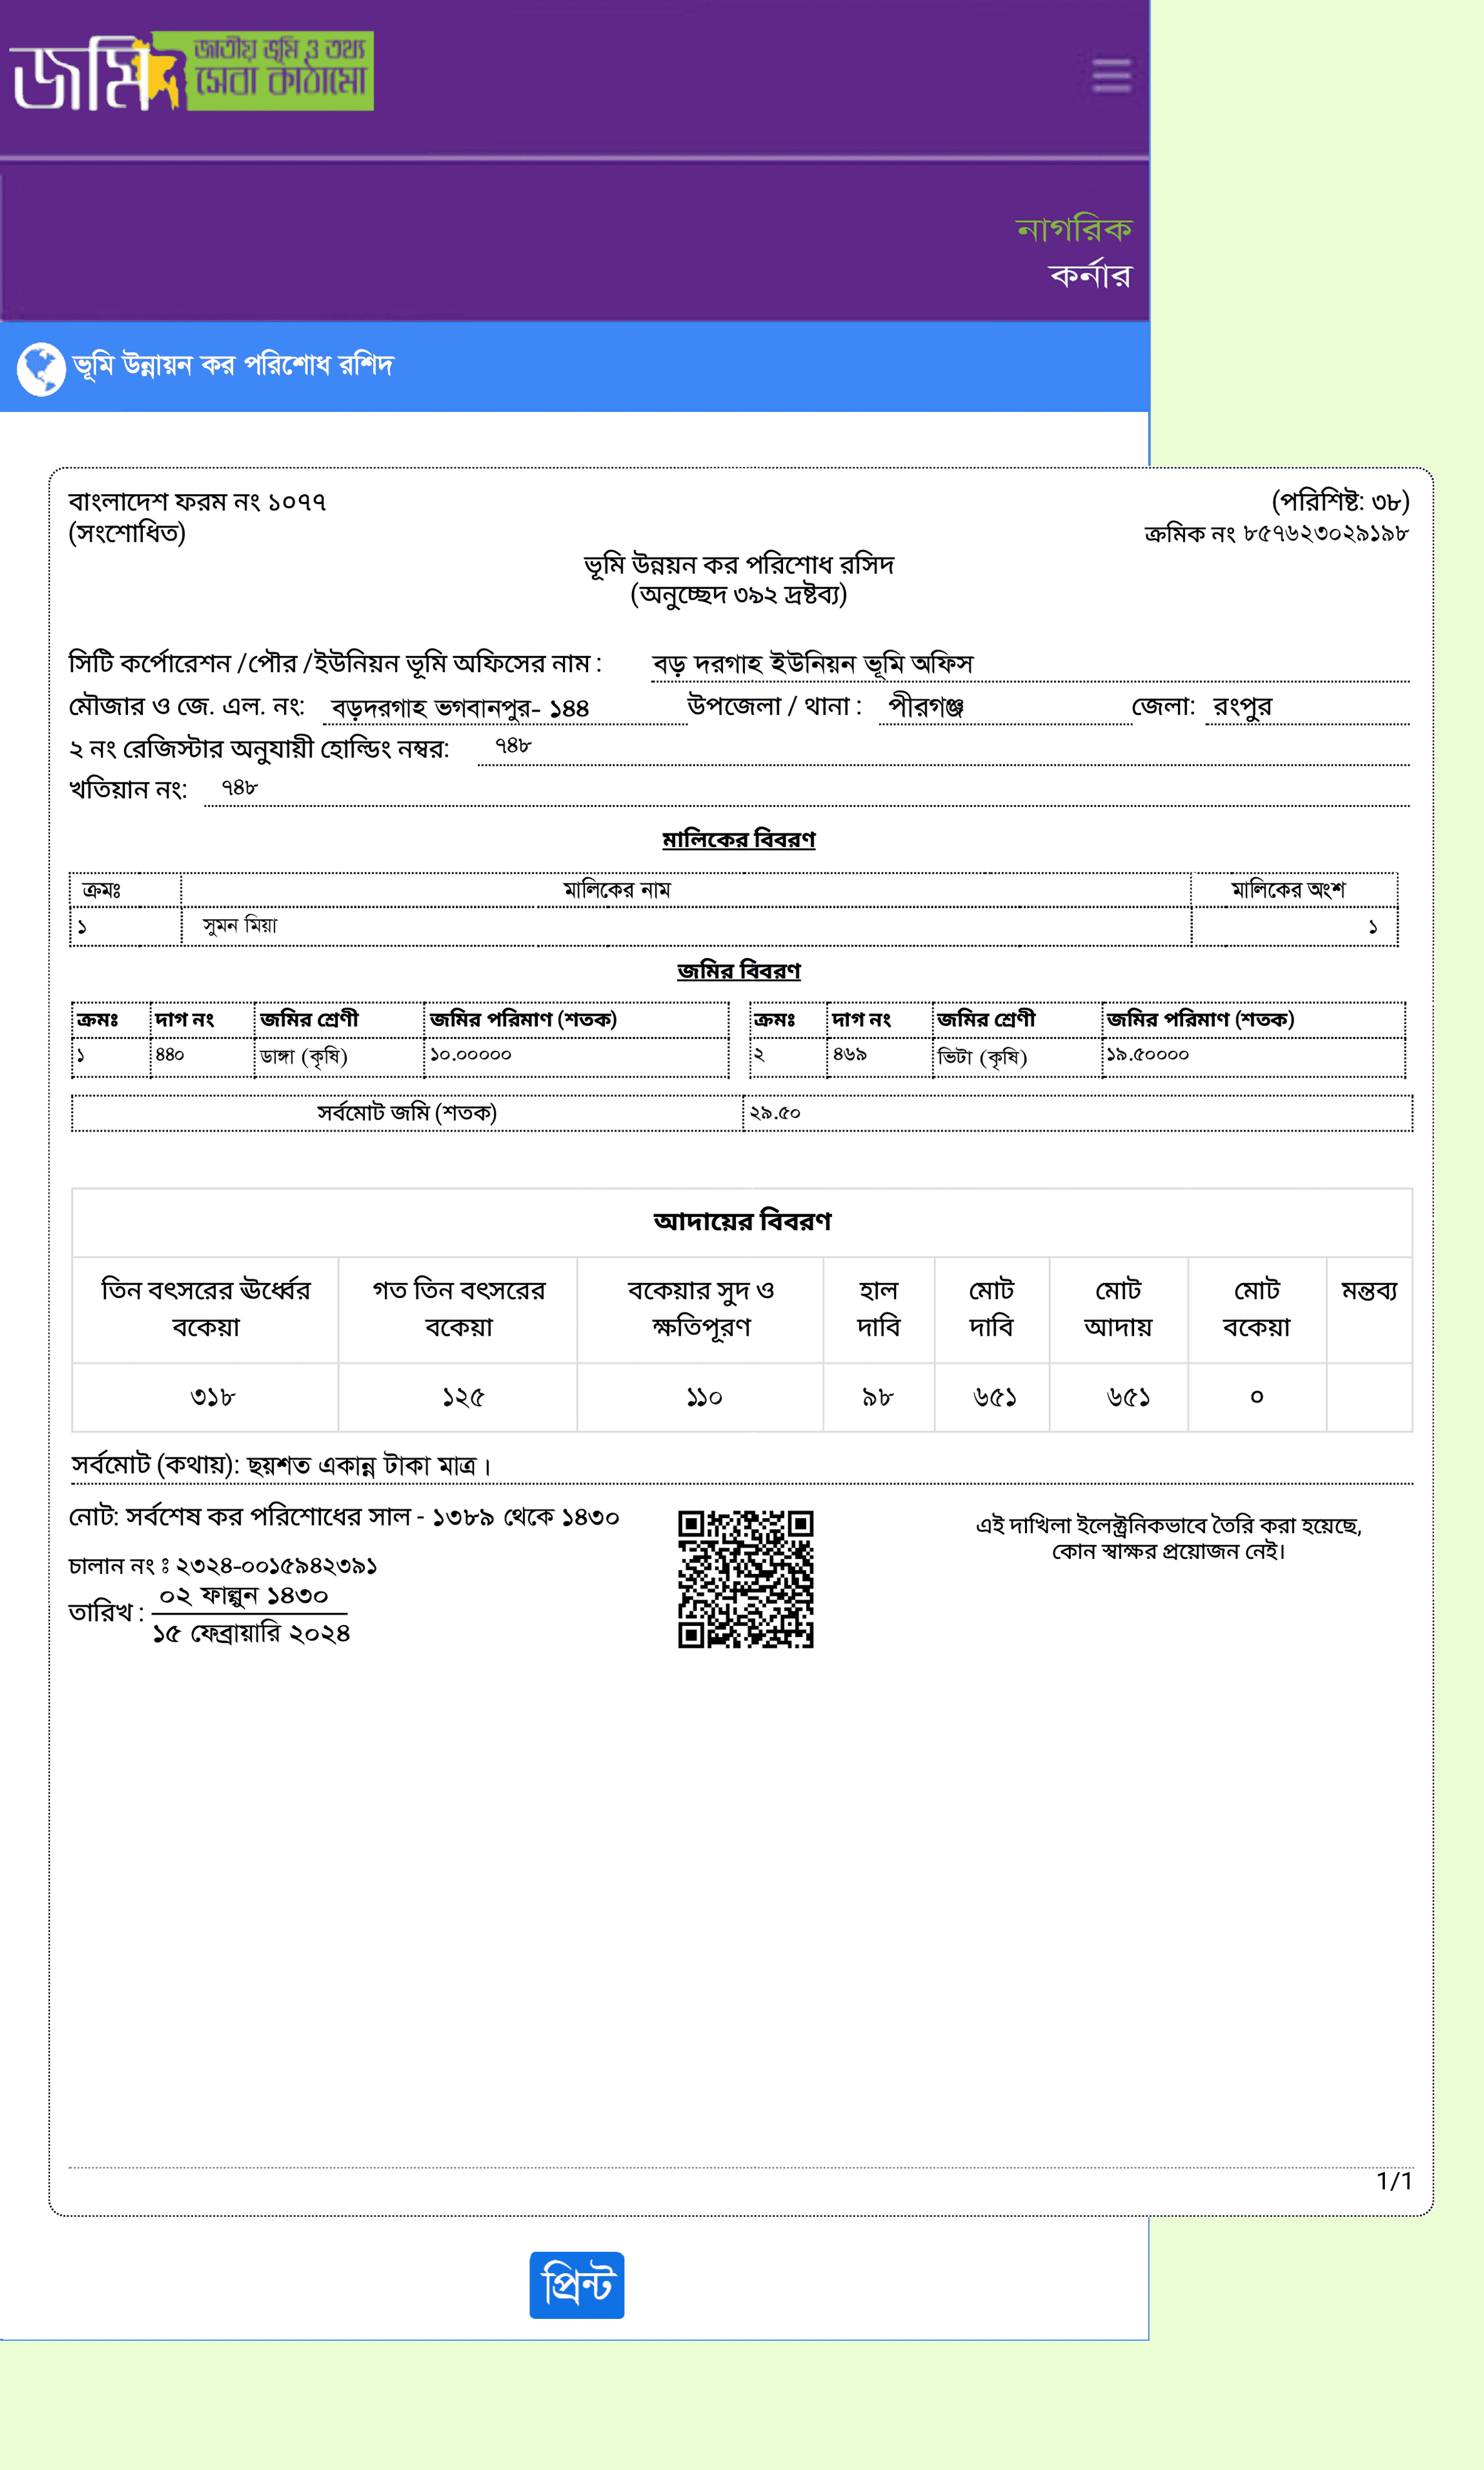 জমি
জাতীয় ভূমি ও তথ্য
সেবা কাঠামো
নাগরিক
কর্নার
ভূমি উন্নায়ন কর পরিশোধ রশিদ
বাংলাদেশ ফরম নং ১০৭৭ (পরিশিষ্ট: ৩৮)
(সংশোধিত) ক্রমিক নং ৮৫৭৬২৩০২৯১৯৮
ভূমি উন্নয়ন কর পরিশোধ রসিদ
(অনুচ্ছেদ ৩৯২ দ্রষ্টব্য)
সিটি কর্পোরেশন /পৌর /ইউনিয়ন ভূমি অফিসের নাম : বড় দরগাহ ইউনিয়ন ভূমি অফিস
মৌজার ও জে. এল. নং: বড়দরগাহ ভগবানপুর- ১৪৪ উপজেলা / থানা : পীরগঞ্জ জেলা: রংপুর
২ নং রেজিস্টার অনুযায়ী হোল্ডিং নম্বর: ৭৪৮
খতিয়ান নং: ৭৪৮
মালিকের বিবরণ
ক্রমঃ মালিকের নাম মালিকের অংশ
১ সুমন মিয়া ১
জমির বিবরণ
ক্রমঃ দাগ নং জমির শ্রেণী জমির পরিমাণ (শতক) ক্রমঃ দাগ নং জমির শ্রেণী জমির পরিমাণ (শতক)
১ ৪৪০ ডাঙ্গা (কৃষি) ১০.০০০০০ ২ ৪৬৯ ভিটা (কৃষি) ১৯.৫০০০০
সর্বমোট জমি (শতক) ২৯.৫০
আদায়ের বিবরণ
তিন বৎসরের ঊর্ধ্বের গত তিন বৎসরের বকেয়ার সুদ ও হাল মোট মোট মোট মন্তব্য
বকেয়া বকেয়া ক্ষতিপূরণ দাবি দাবি আদায় বকেয়া
৩১৮ ১২৫ ১১০ ৯৮ ৬৫১ ৬৫১ ০
সর্বমোট (কথায়): ছয়শত একান্ন টাকা মাত্র ।
নোট: সর্বশেষ কর পরিশোধের সাল - ১৩৮৯ থেকে ১৪৩০
এই দাখিলা ইলেক্ট্রনিকভাবে তৈরি করা হয়েছে,
কোন স্বাক্ষর প্রয়োজন নেই।
চালান নং ঃ ২৩২৪-০০১৫৯৪২৩৯১
০২ ফাল্গুন ১৪৩০
তারিখ :
১৫ ফেব্রায়ারি ২০২৪
1/1
প্রিন্ট